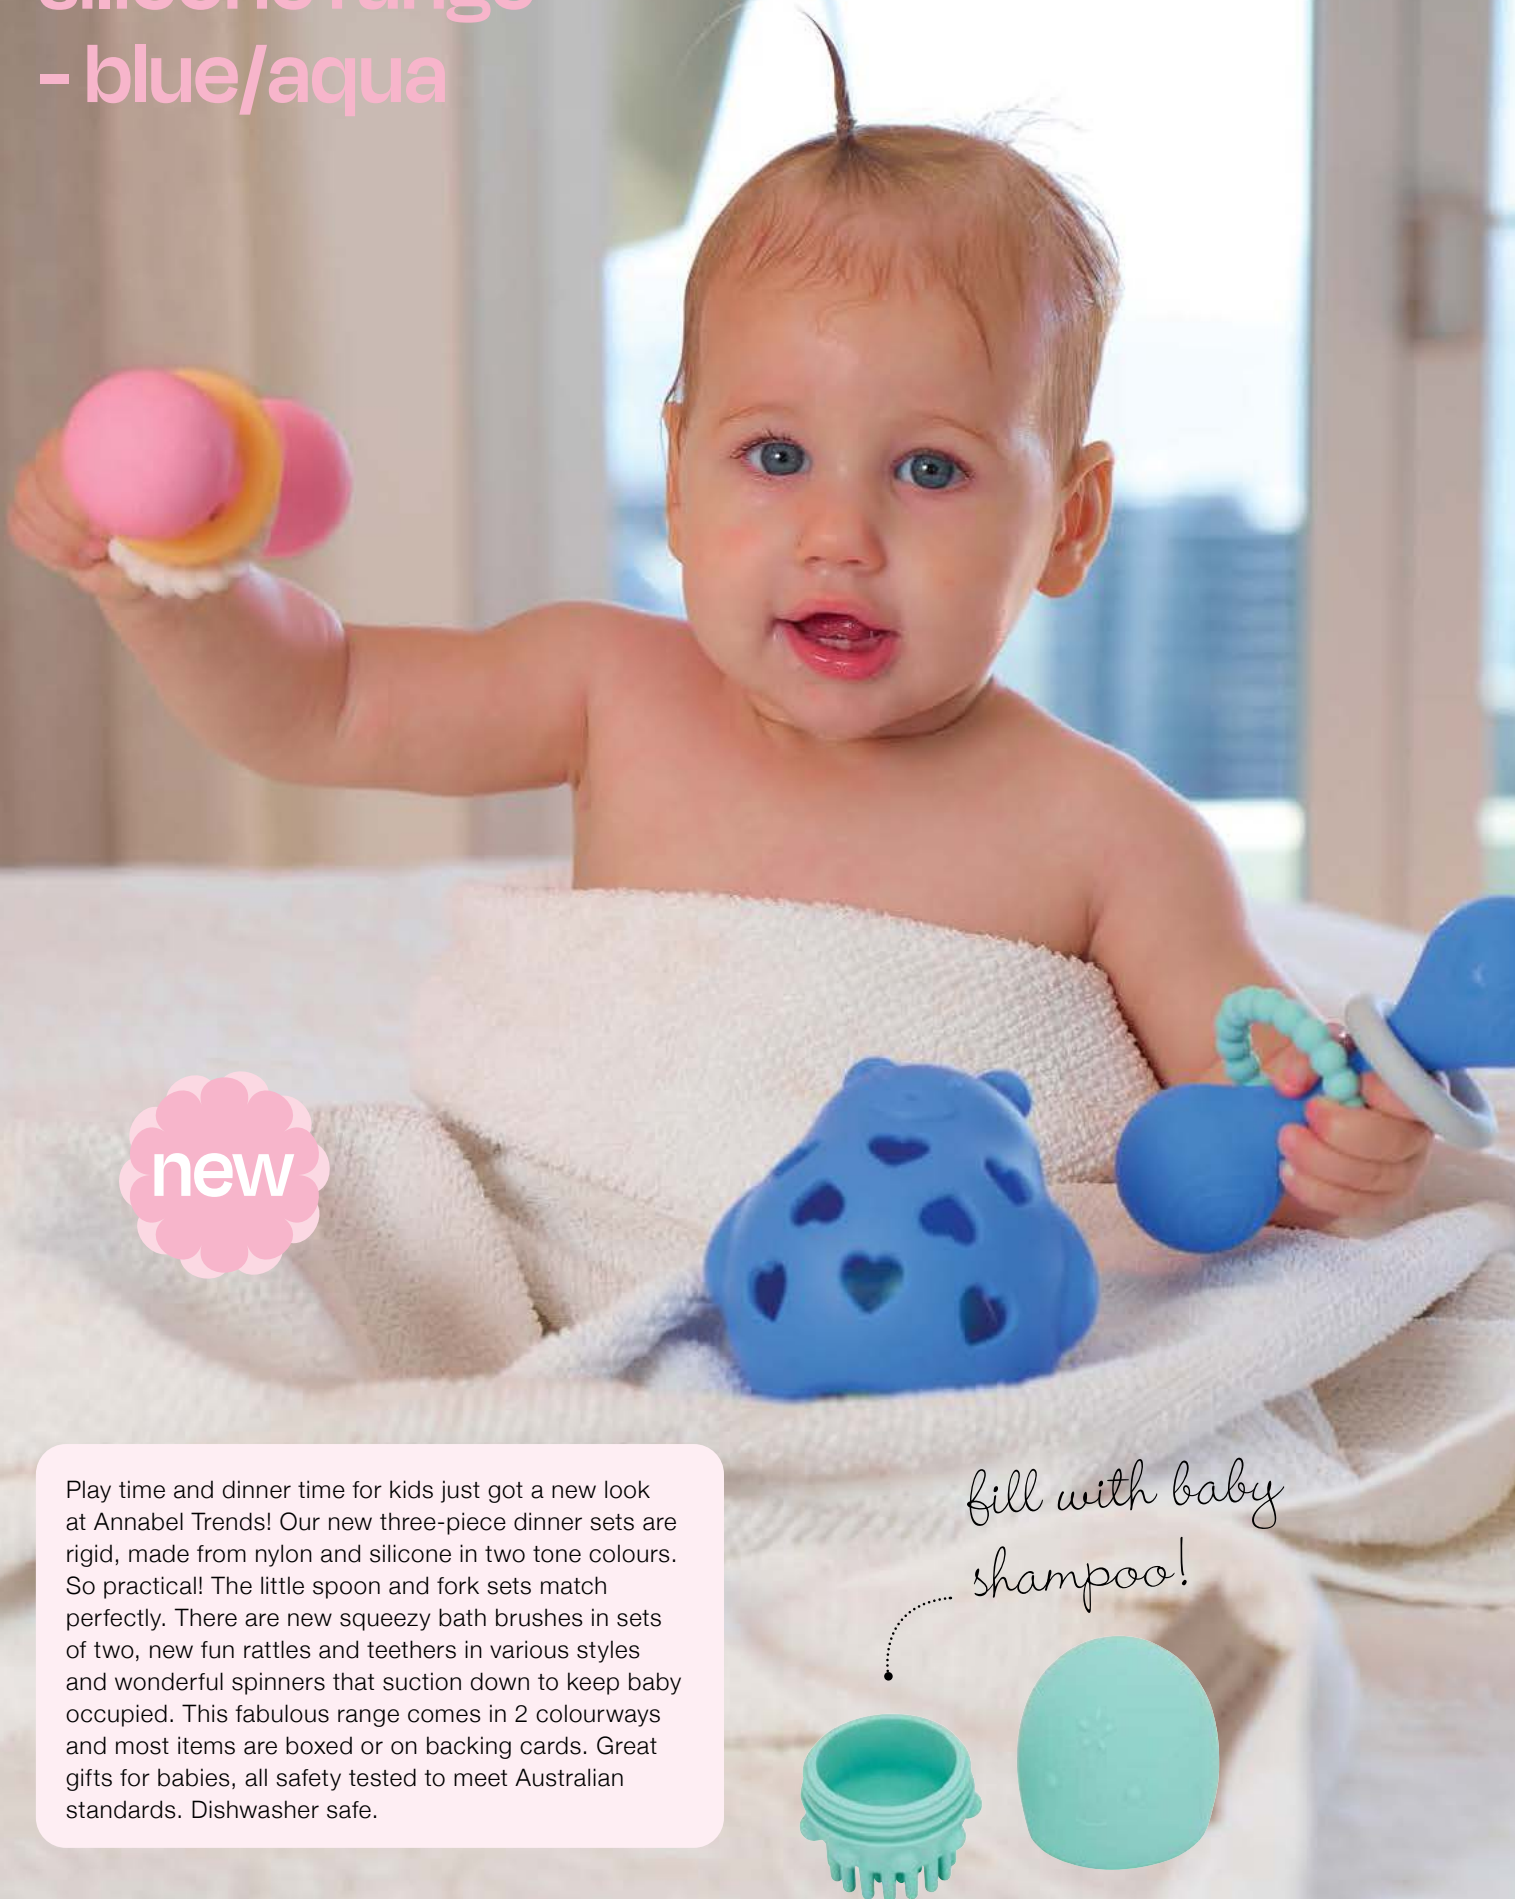 silicone range
- blue/aqua
new
Play time and dinner time for kids just got a new look
at Annabel Trends! Our new three-piece dinner sets are
rigid, made from nylon and silicone in two tone colours.
So practical! The little spoon and fork sets match
perfectly. There are new squeezy bath brushes in sets
of two, new fun rattles and teethers in various styles
and wonderful spinners that suction down to keep baby
occupied. This fabulous range comes in 2 colourways
and most items are boxed or on backing cards. Great
gifts for babies, all safety tested to meet Australian
standards. Dishwasher safe.
fill with baby
shampoo!